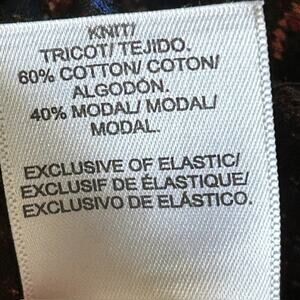 KNIT/
TRICOT/ TEJIDO.
60% COTTON/ COTON/
ALGODÓN.
40% MODAL/ MODAL/
MODAL.
EXCLUSIVE OF ELASTIC/
EXCLUSIF DE ÉLASTIQUE/
EXCLUSIVO DE ELÁSTICO.